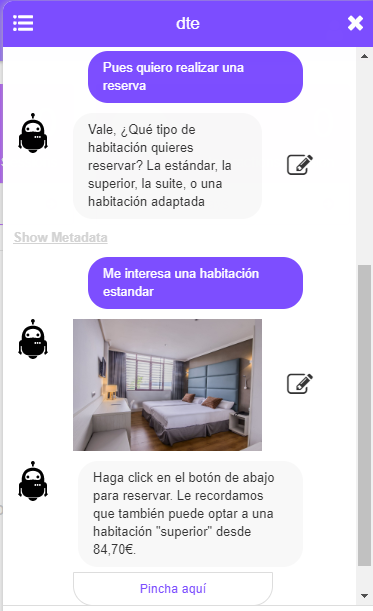 dte
Pues quiero realizar una
reserva
Vale, ¿Qué tipo de
habitación quieres
reservar? La estándar, la
superior, la suite, o una
habitación adaptada
Show Metadata
Me interesa una habitación
estandar
Haga click en el botón de abajo
para reservar. Le recordamos
que también puede optar a una
habitación "superior" desde
84,70€.
Pincha aquí